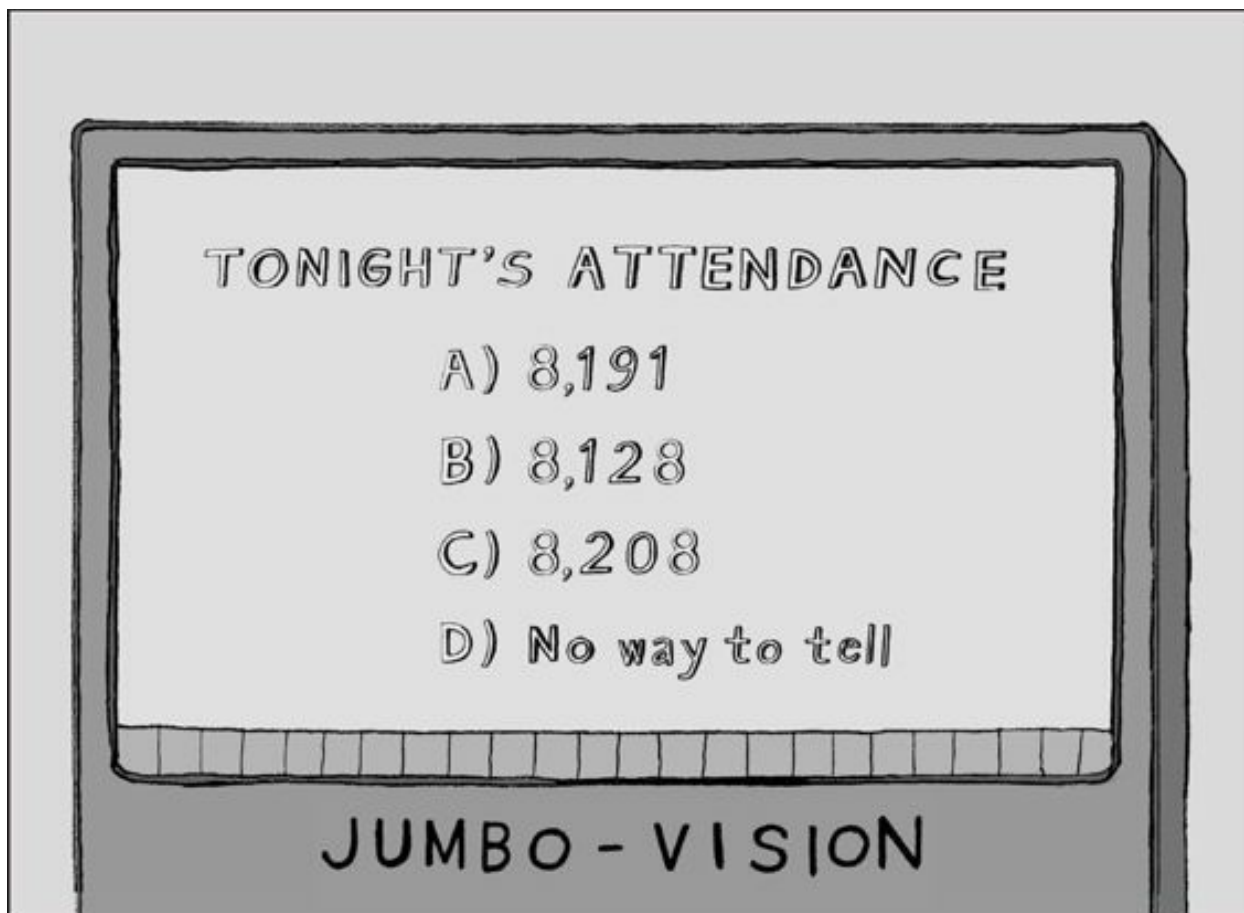 TONIGHT'S ATTENDANCE
A) 8,191
B) 8,128
C) 8,208
D) No way to tell
JUMBO-VISION